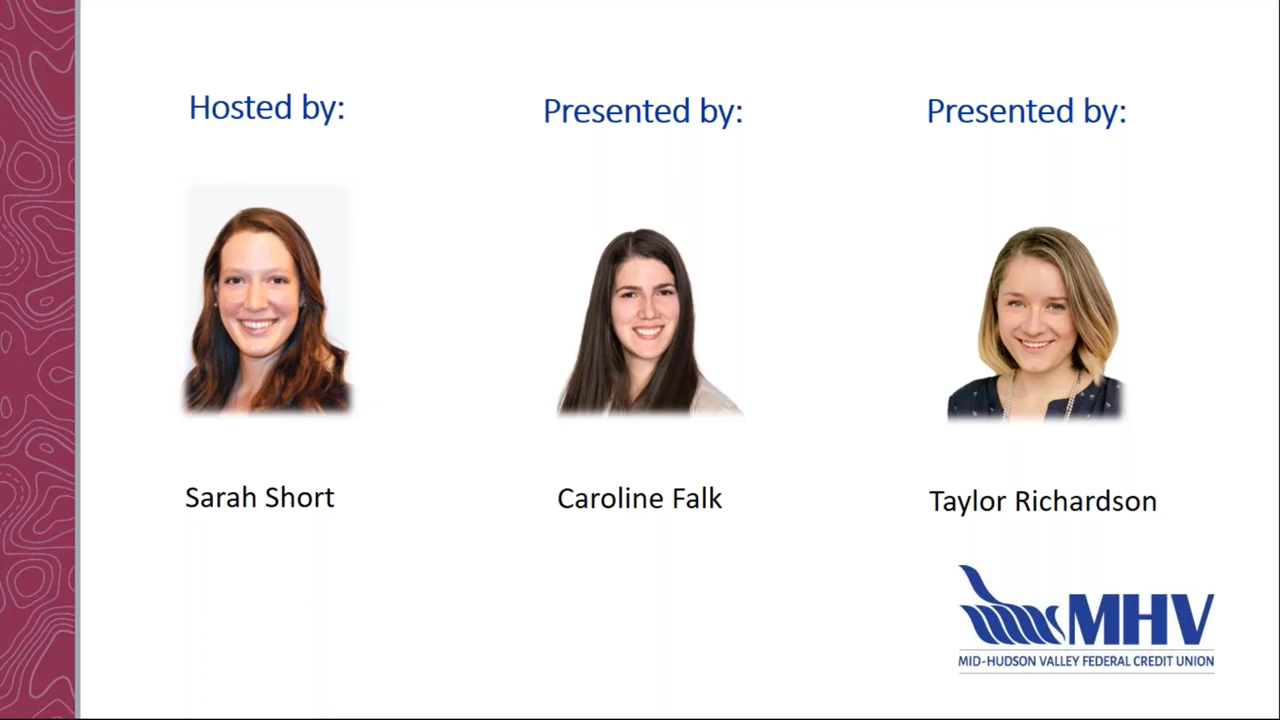 Hosted by:
Presented by:
Presented by:
Sarah Short
Caroline Falk
Taylor Richardson
MHV
MID-HUDSON VALLEY FEDERAL CREDIT UNION